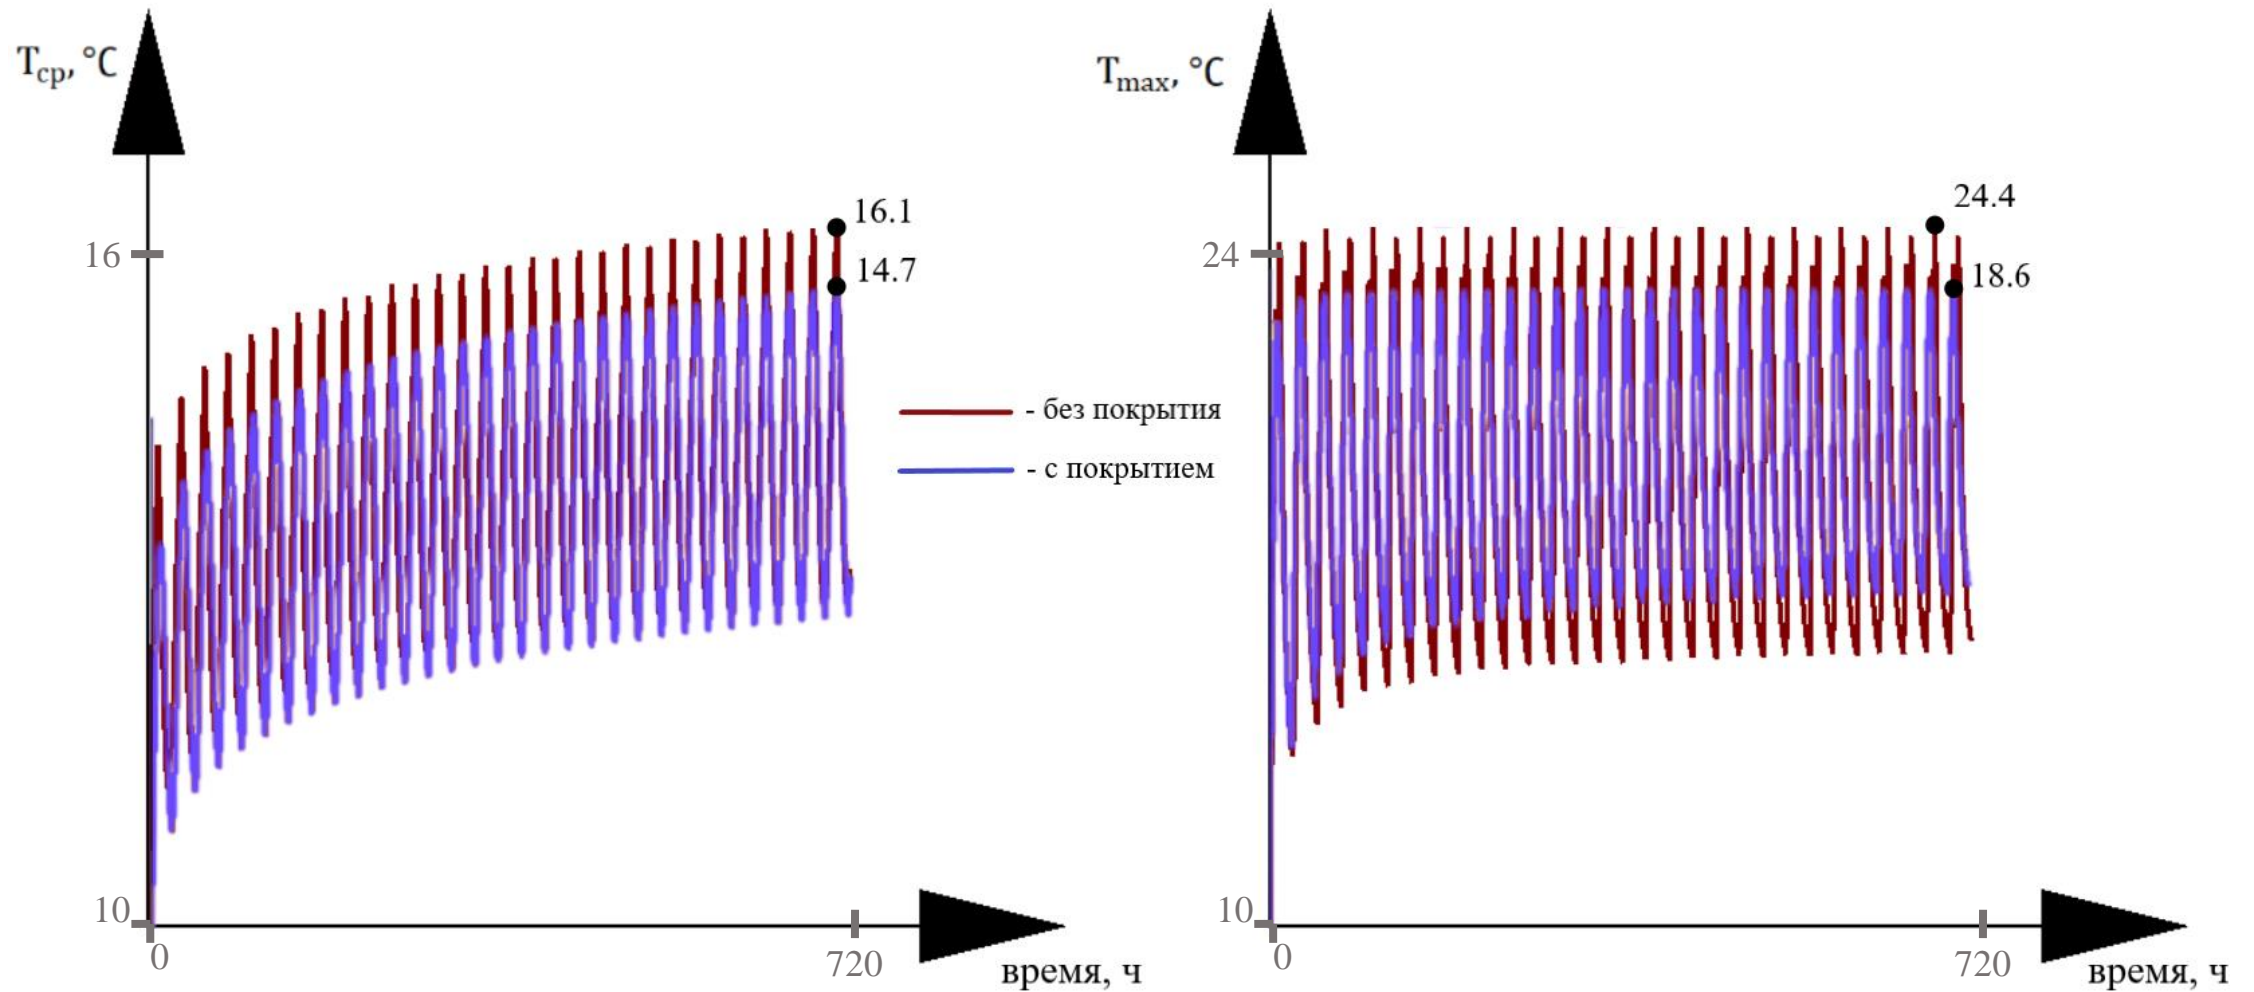 Tср, °C
16
10
0
720
время, ч
16.1
14.7
- без покрытия
- с покрытием
Tmax, °C
24
10
0
720
время, ч
24.4
18.6